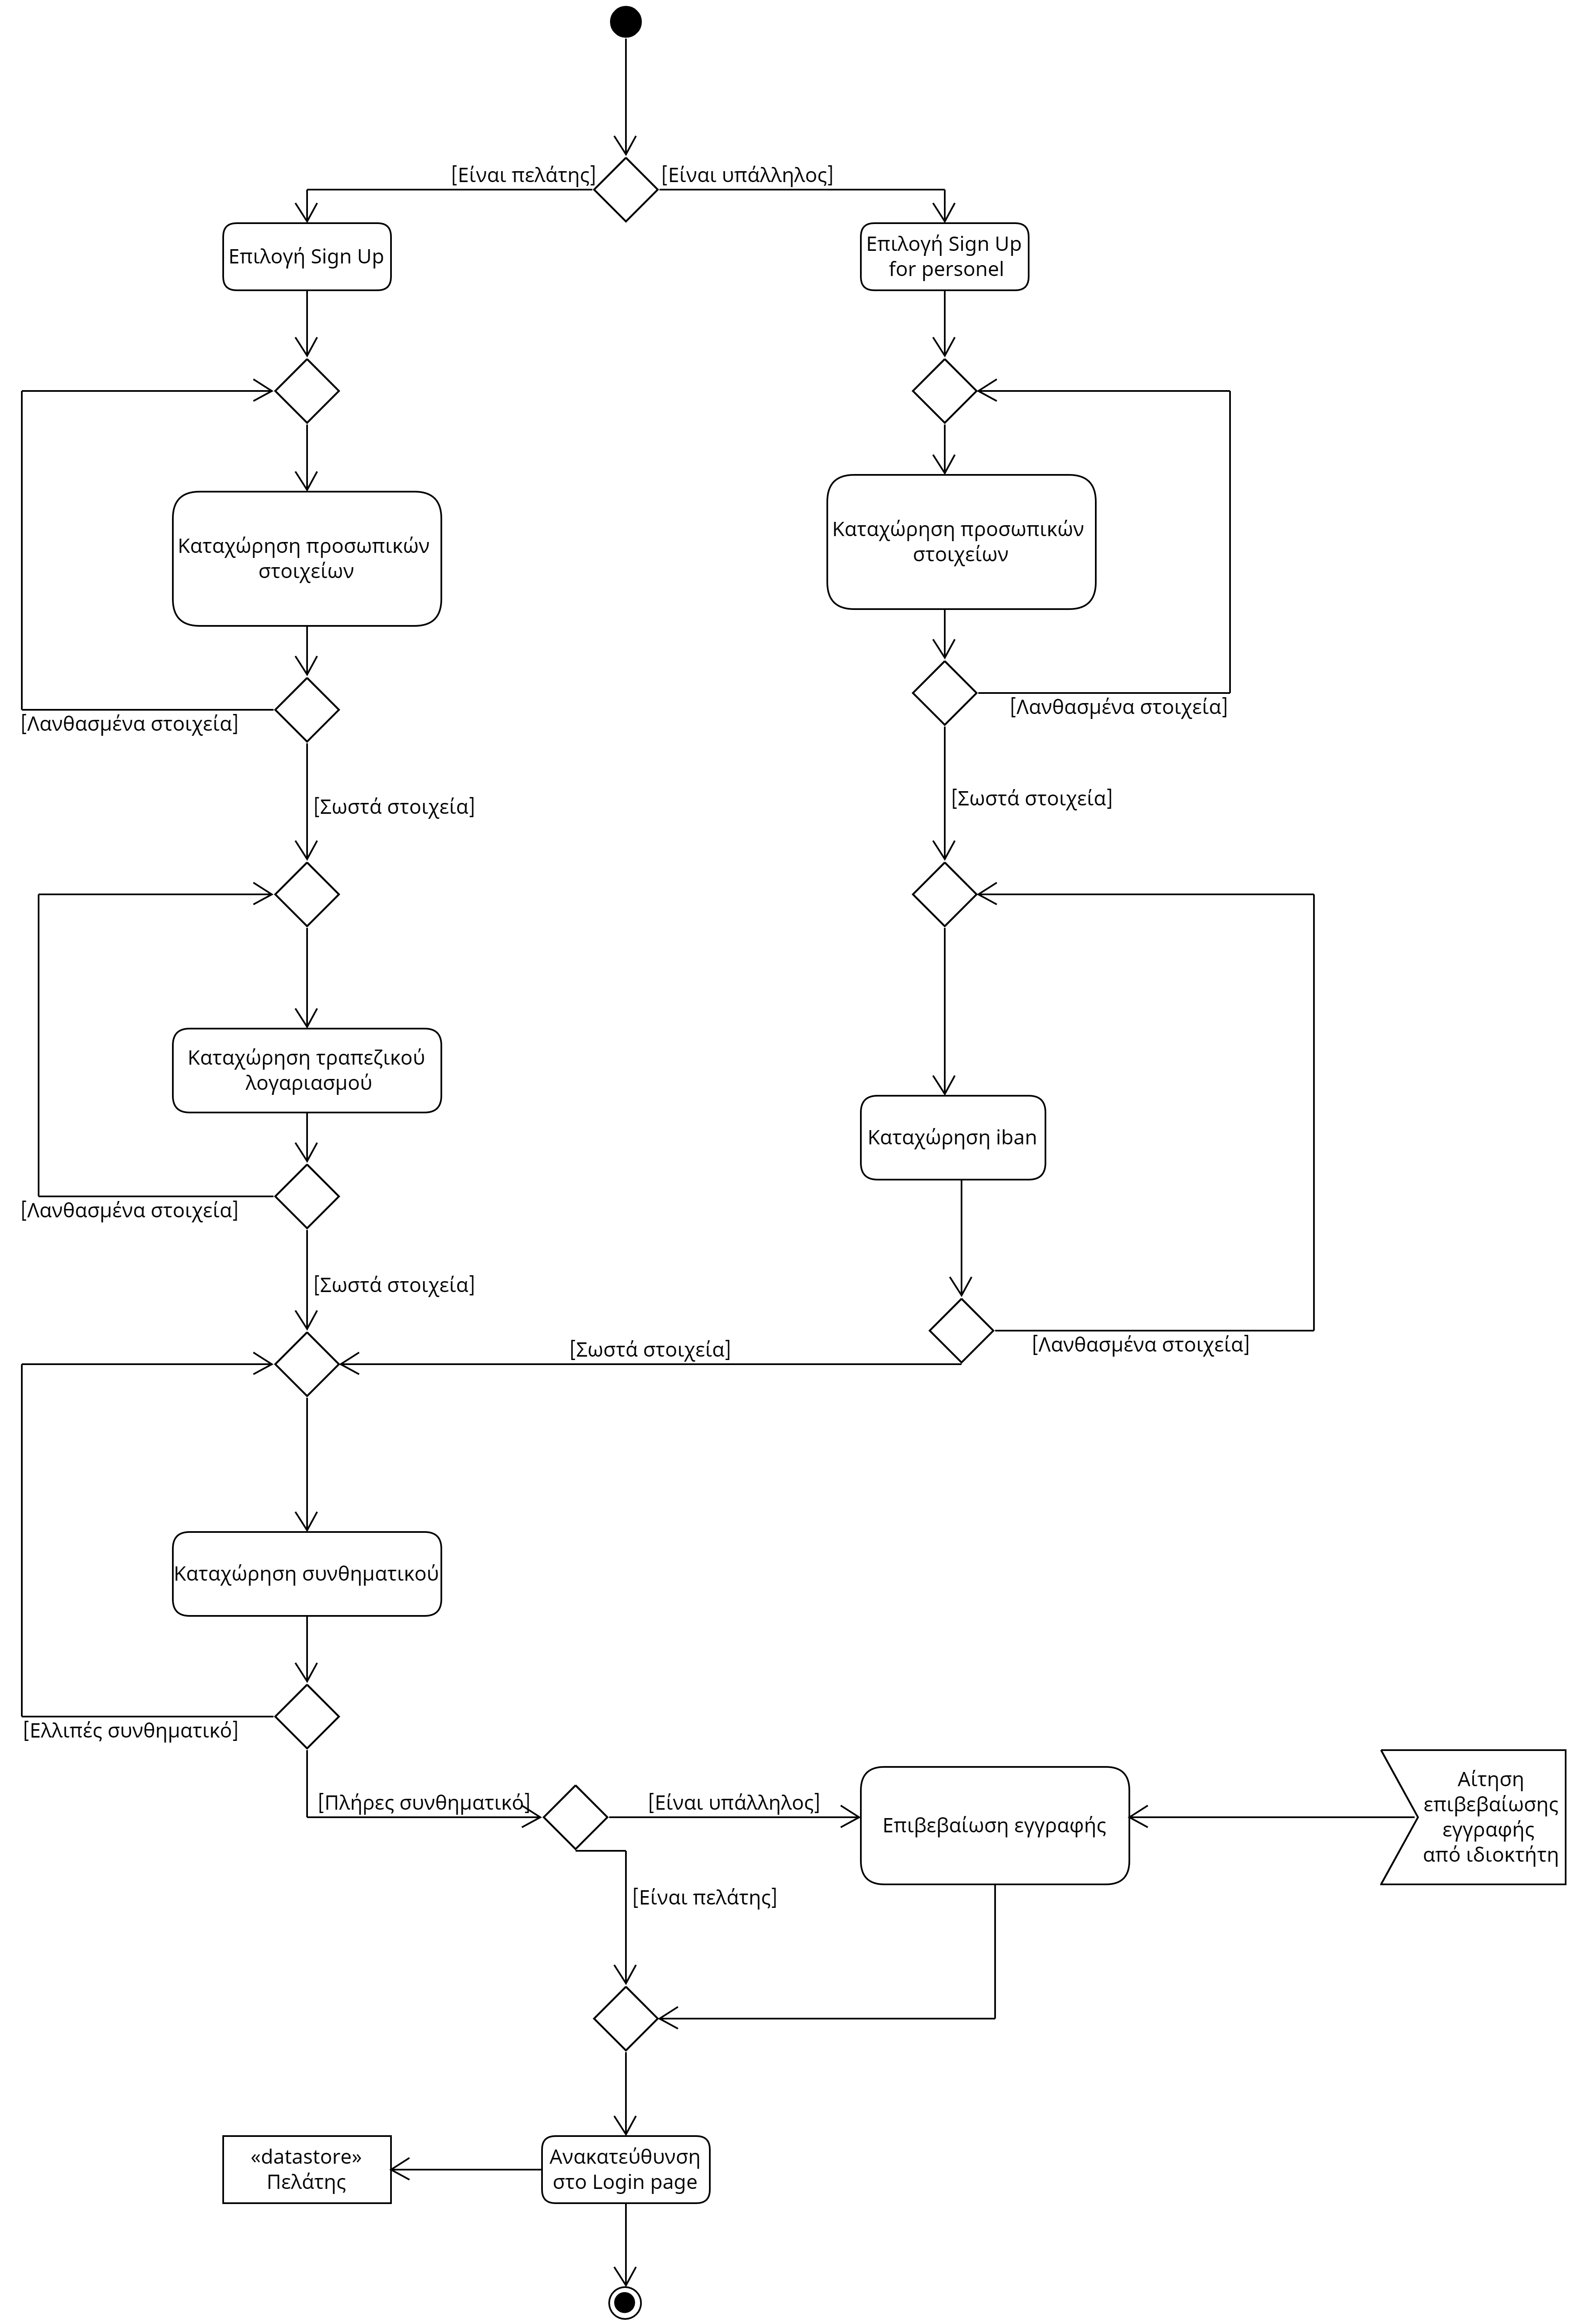 [Είναι πελάτης]
[Είναι υπάλληλος]
Επιλογή Sign Up
Επιλογή Sign Up
for personel
Καταχώρηση προσωπικών
στοιχείων
Καταχώρηση προσωπικών
στοιχείων
[Λανθασμένα στοιχεία]
[Λανθασμένα στοιχεία]
[Σωστά στοιχεία]
[Σωστά στοιχεία]
Καταχώρηση τραπεζικού
λογαριασμού
Καταχώρηση iban
[Λανθασμένα στοιχεία]
[Σωστά στοιχεία]
[Σωστά στοιχεία]
[Λανθασμένα στοιχεία]
Καταχώρηση συνθηματικού
[Ελλιπές συνθηματικό]
[Πλήρες συνθηματικό]
[Είναι υπάλληλος]
Επιβεβαίωση εγγραφής
Αίτηση
επιβεβαίωσης
εγγραφής
από ιδιοκτήτη
[Είναι πελάτης]
«datastore»
Πελάτης
Ανακατεύθυνση
στο Login page